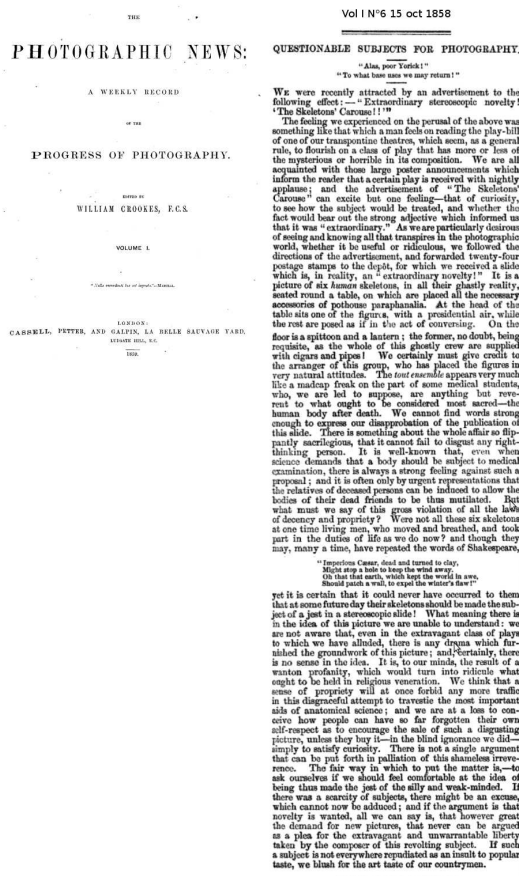 THE
PHOTOGRAPHIC NEWS:
A WEEKLY RECORD
OF THE
PROGRESS OF PHOTOGRAPHY.
EDITED BY
WILLIAM CROOKES, F.C.S.
VOLUME I.
LONDON:
CASSELL, PETTER, AND GALPIN, LA BELLE SAUVAGE YARD,
LUDGATE HILL, E.C.
Vol I N°6 15 oct 1858
QUESTIONABLE SUBJECTS FOR PHOTOGRAPHY.
"Alas, poor Yorick!"
"To what base uses we may return!"
WE were recently attracted by an advertisement to the
following effect:—"Extraordinary stereoscopic novelty!
'The Skeletons' Carouse!!'"
The feeling we experienced on the perusal of the above was
something like that which a man feels on reading the play-bill
of one of our transpontine theatres, which seem, as a general
rule, to flourish on a class of play that has more or less of
the mysterious or horrible in its composition. We are all
acquainted with those large poster announcements which
inform the reader that a certain play is received with nightly
applause; and the advertisement of "The Skeletons'
Carouse" can excite but one feeling—that of curiosity,
to see how the subject would be treated, and whether the
fact would bear out the strong adjective which informed us
that it was "extraordinary." As we are particularly desirous
of seeing and knowing all that transpires in the photographic
world, whether it be useful or ridiculous, we followed the
directions of the advertisement, and forwarded twenty-four
postage stamps to the depôt, for which we received a slide
which is, in reality, an "extraordinary novelty!" It is a
picture of six human skeletons, in all their ghastly reality,
seated round a table, on which are placed all the necessary
accessories of pothouse paraphanalia. At the head of the
table sits one of the figures, with a presidential air, while
the rest are posed as if in the act of conversing. On the
floor is a spittoon and a lantern; the former, no doubt, being
requisite, as the whole of this ghostly crew are supplied
with cigars and pipes! We certainly must give credit to
the arranger of this group, who has placed the figures in
very natural attitudes. The tout ensemble appears very much
like a madcap freak on the part of some medical students,
who, we are led to suppose, are anything but reve-
rent to what ought to be considered most sacred—the
human body after death. We cannot find words strong
enough to express our disapprobation of the publication of
this slide. There is something about the whole affair so flip-
pantly sacrilegious, that it cannot fail to disgust any right-
thinking person. It is well-known that, even when
science demands that a body should be subject to medical
examination, there is always a strong feeling against such a
proposal; and it is often only by urgent representations that
the relatives of deceased persons can be induced to allow the
bodies of their dead friends to be thus mutilated. But
what must we say of this gross violation of all the laws
of decency and propriety? Were not all these six skeletons
at one time living men, who moved and breathed, and took
part in the duties of life as we do now? and though they
may, many a time, have repeated the words of Shakespeare,
"Imperious Cæsar, dead and turned to clay,
Might stop a hole to keep the wind away.
Oh that that earth, which kept the world in awe,
Should patch a wall, to expel the winter's flaw!"
yet it is certain that it could never have occurred to them
that at some future day their skeletons should be made the sub-
ject of a jest in a stereoscopic slide! What meaning there is
in the idea of this picture we are unable to understand: we
are not aware that, even in the extravagant class of plays
to which we have alluded, there is any drama which fur-
nished the groundwork of this picture; and, certainly, there
is no sense in the idea. It is, to our minds, the result of a
wanton profanity, which would turn into ridicule what
ought to be held in religious veneration. We think that a
sense of propriety will at once forbid any more traffic
in this disgraceful attempt to travestie the most important
aids of anatomical science; and we are at a loss to con-
ceive how people can have so far forgotten their own
self-respect as to encourage the sale of such a disgusting
picture, unless they buy it—in the blind ignorance we did—
simply to satisfy curiosity. There is not a single argument
that can be put forth in palliation of this shameless irreve-
rence. The fair way in which to put the matter is,—to
ask ourselves if we should feel comfortable at the idea of
being thus made the jest of the silly and weak-minded. If
there was a scarcity of subjects, there might be an excuse,
which cannot now be adduced; and if the argument is that
novelty is wanted, all we can say is, that however great
the demand for new pictures, that never can be argued
as a plea for the extravagant and unwarrantable liberty
taken by the composer of this revolting subject. If such
a subject is not everywhere repudiated as an insult to popular
taste, we blush for the art taste of our countrymen.